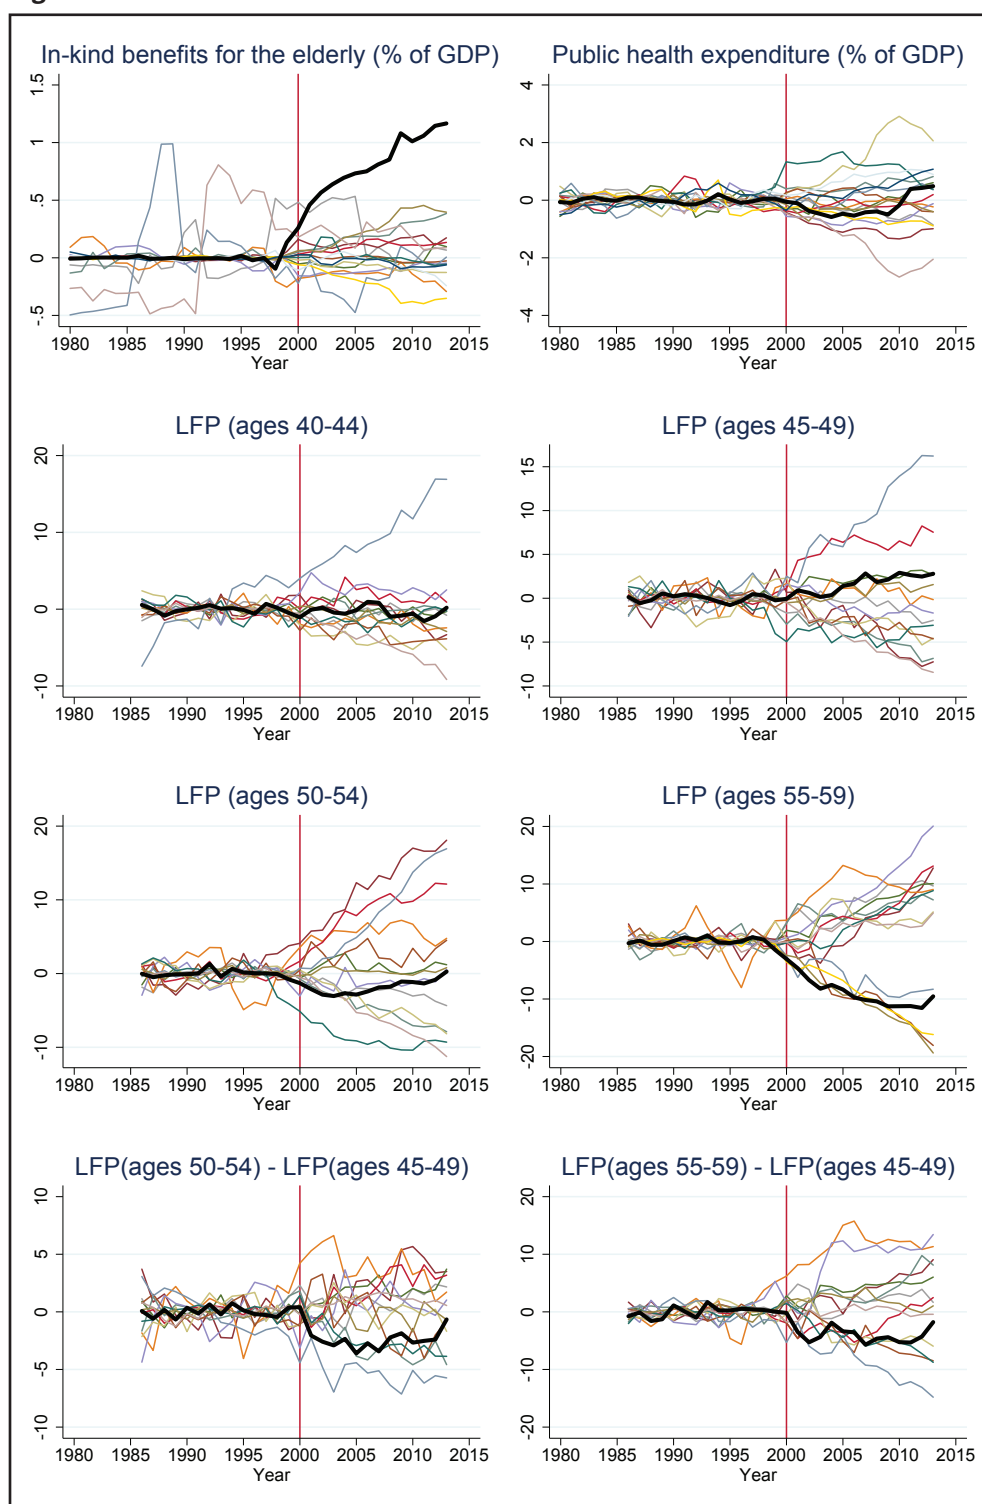 In-kind benefits for the elderly (% of GDP)
1.5
1
.5
0
-.5
1980 1985 1990 1995 2000 2005 2010 2015
Year
Public health expenditure (% of GDP)
4
2
0
-2
-4
1980 1985 1990 1995 2000 2005 2010 2015
Year
LFP (ages 40-44)
20
10
0
-10
1980 1985 1990 1995 2000 2005 2010 2015
Year
LFP (ages 45-49)
15
10
5
0
-5
-10
1980 1985 1990 1995 2000 2005 2010 2015
Year
LFP (ages 50-54)
20
10
0
-10
1980 1985 1990 1995 2000 2005 2010 2015
Year
LFP (ages 55-59)
20
10
0
-10
-20
1980 1985 1990 1995 2000 2005 2010 2015
Year
LFP(ages 50-54) - LFP(ages 45-49)
10
5
0
-5
-10
1980 1985 1990 1995 2000 2005 2010 2015
Year
LFP(ages 55-59) - LFP(ages 45-49)
20
10
0
-10
-20
1980 1985 1990 1995 2000 2005 2010 2015
Year